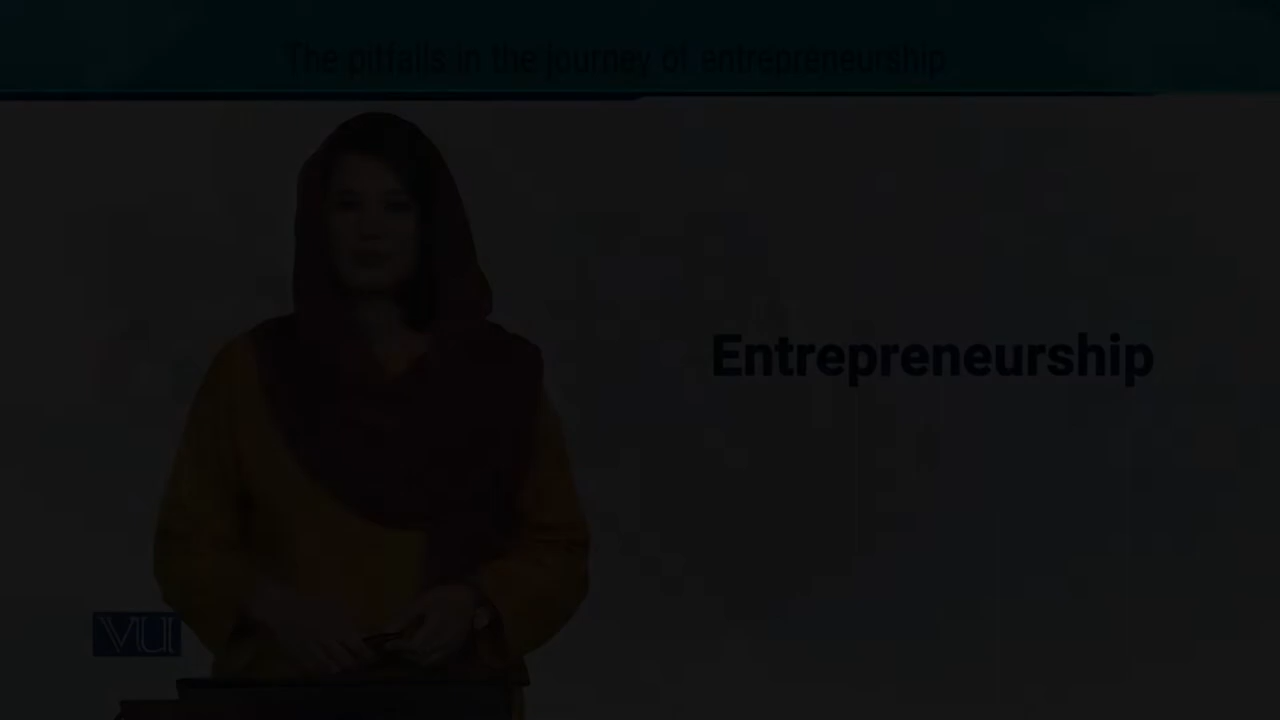 The pitfalls in the journey of entrepreneurship
Entrepreneurship
VU